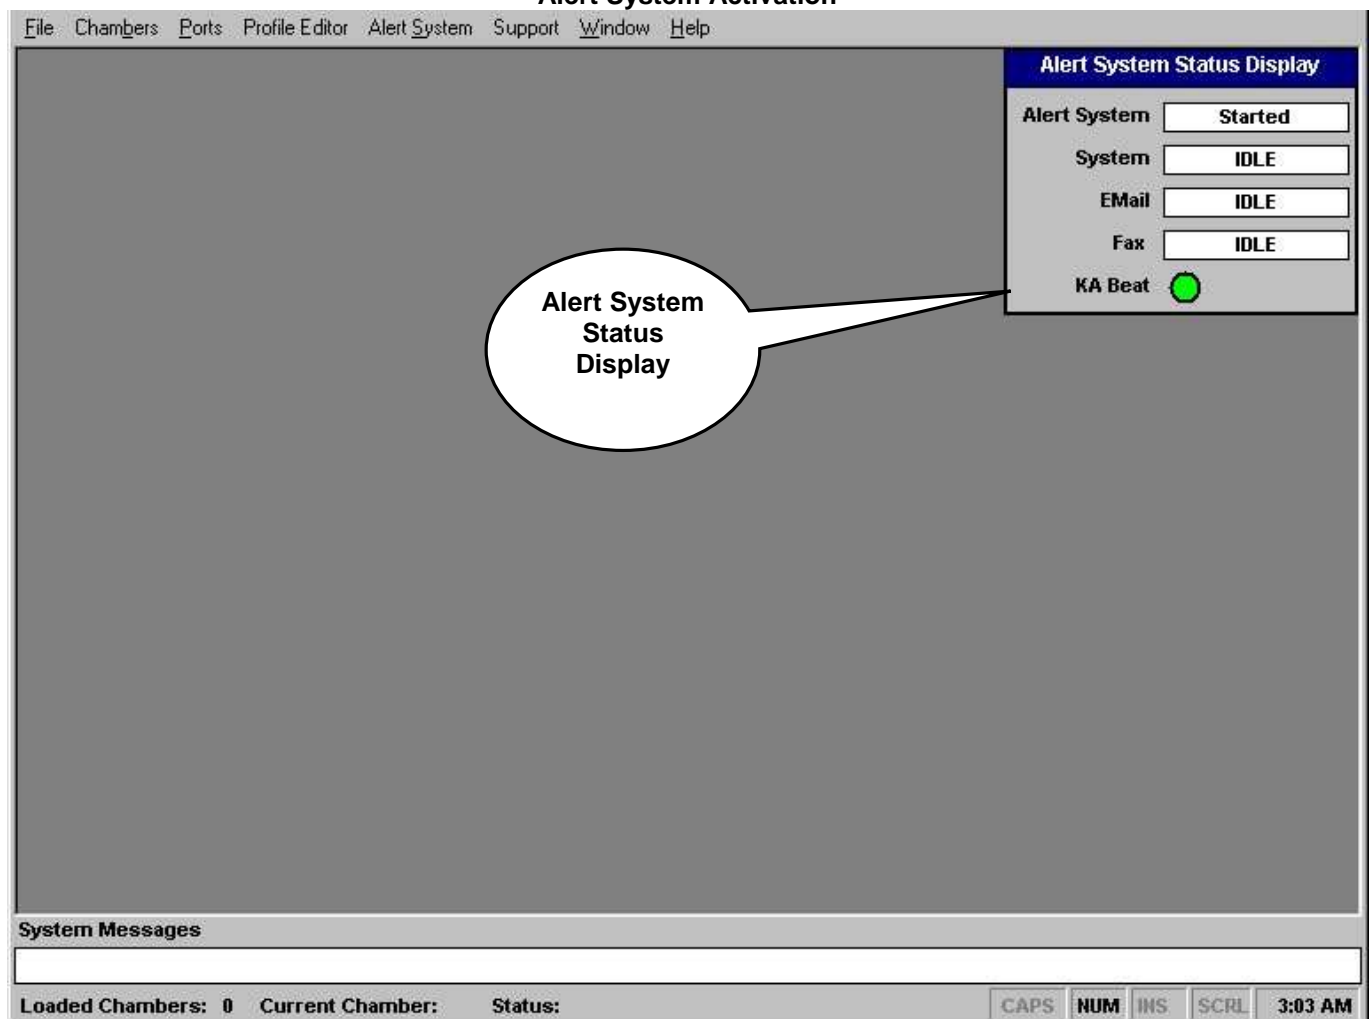 Alert System Activation
File Chambers Ports Profile Editor Alert System Support Window Help
Alert System Status Display
Alert System Started
System IDLE
EMail IDLE
Fax IDLE
KA Beat
Alert System
Status
Display
System Messages
Loaded Chambers: 0 Current Chamber: Status: CAPS NUM INS SCRL 3:03 AM